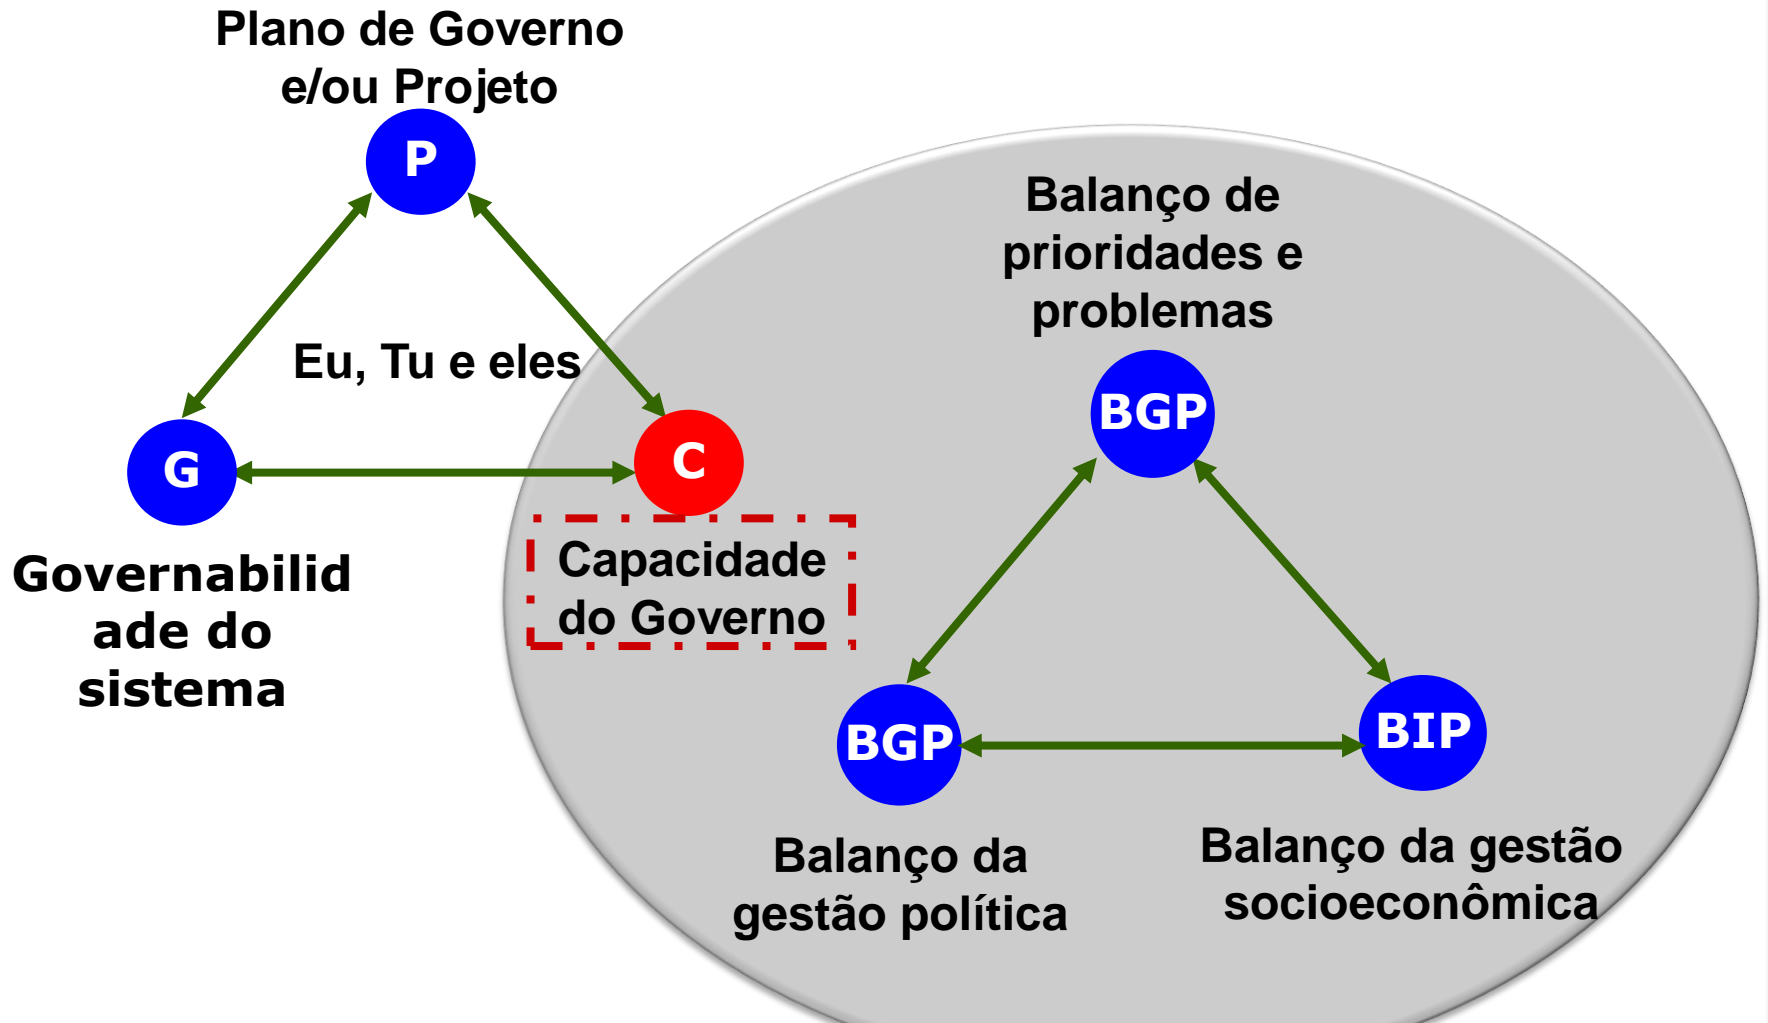 Plano de Governo
e/ou Projeto
P
Eu, Tu e eles
G
C
Governabilid
ade do
sistema
Capacidade
do Governo
Balanço de
prioridades e
problemas
BGP
BGP
BIP
Balanço da
gestão política
Balanço da gestão
socioeconômica